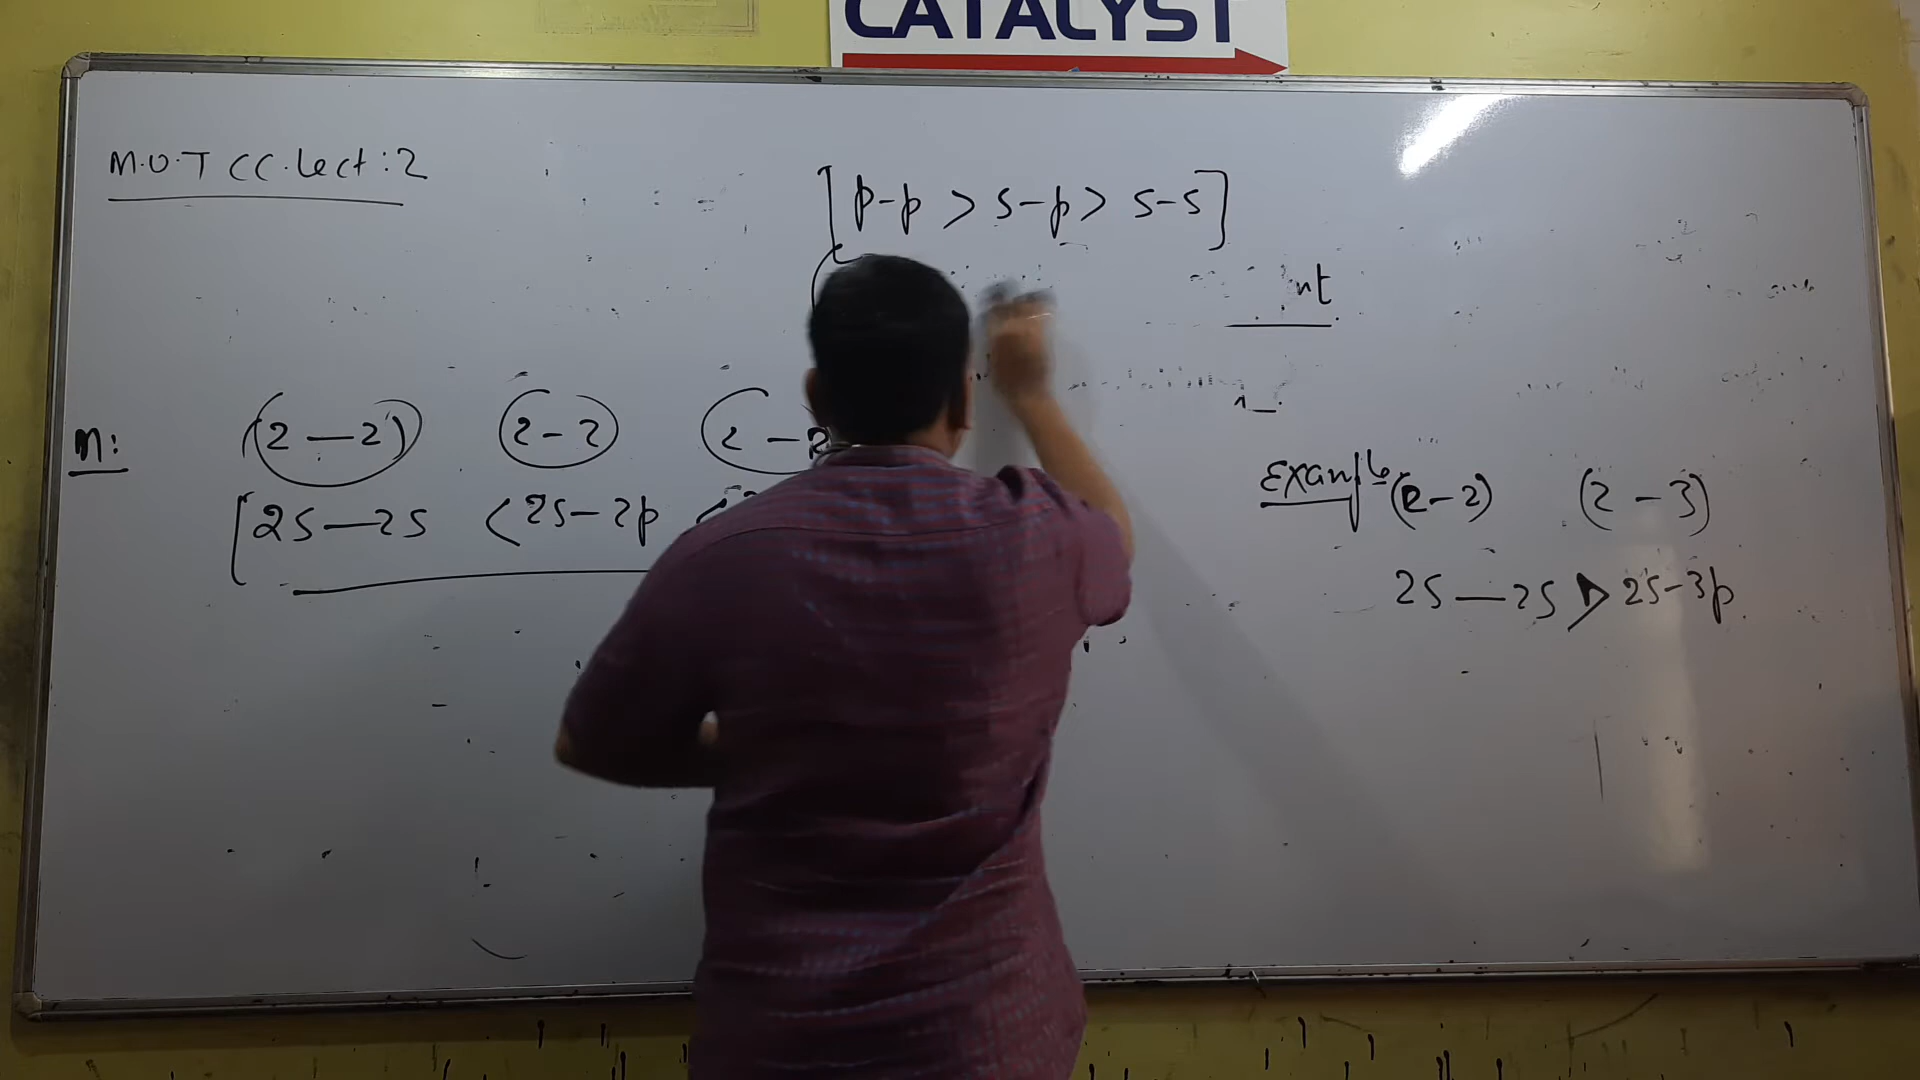 CATALYST
M.O.T CC. Lect: 2
[p-p > s-p > s-s]
nt
n: (2 — 2) (2 - 2) (2 - 2
[2s — 2s < 2s - 2p <
Example (2 - 2) (2 - 3)
2s — 2s > 2s - 3p